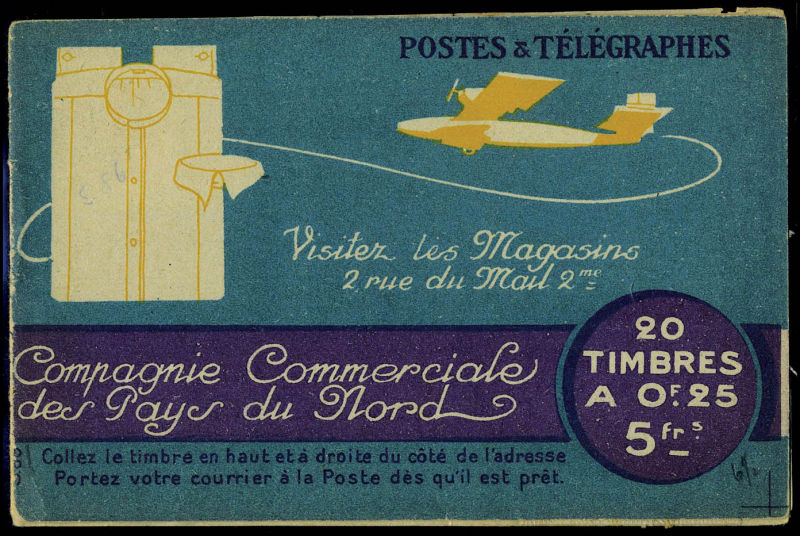 POSTES & TÉLÉGRAPHES
Visitez les Magasins
2 rue du Mail 2me
Compagnie Commerciale
des Pays du Nord
20
TIMBRES
A 0F.25
5frs
Collez le timbre en haut et à droite du côté de l'adresse
Portez votre courrier à la Poste dès qu'il est prêt.